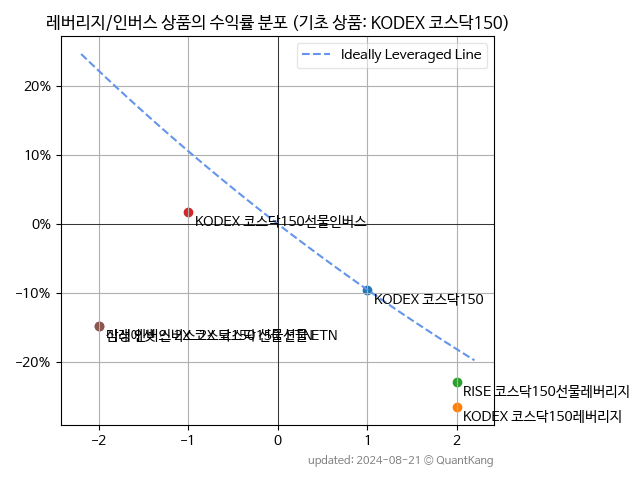 레버리지/인버스 상품의 수익률 분포 (기초 상품: KODEX 코스닥150)
Ideally Leveraged Line
20%
10%
0%
-10%
-20%
KODEX 코스닥150선물인버스
KODEX 코스닥150
ETN
RISE 코스닥150선물레버리지
KODEX 코스닥150레버리지
-2
-1
0
1
2
updated: 2024-08-21 © QuantKang